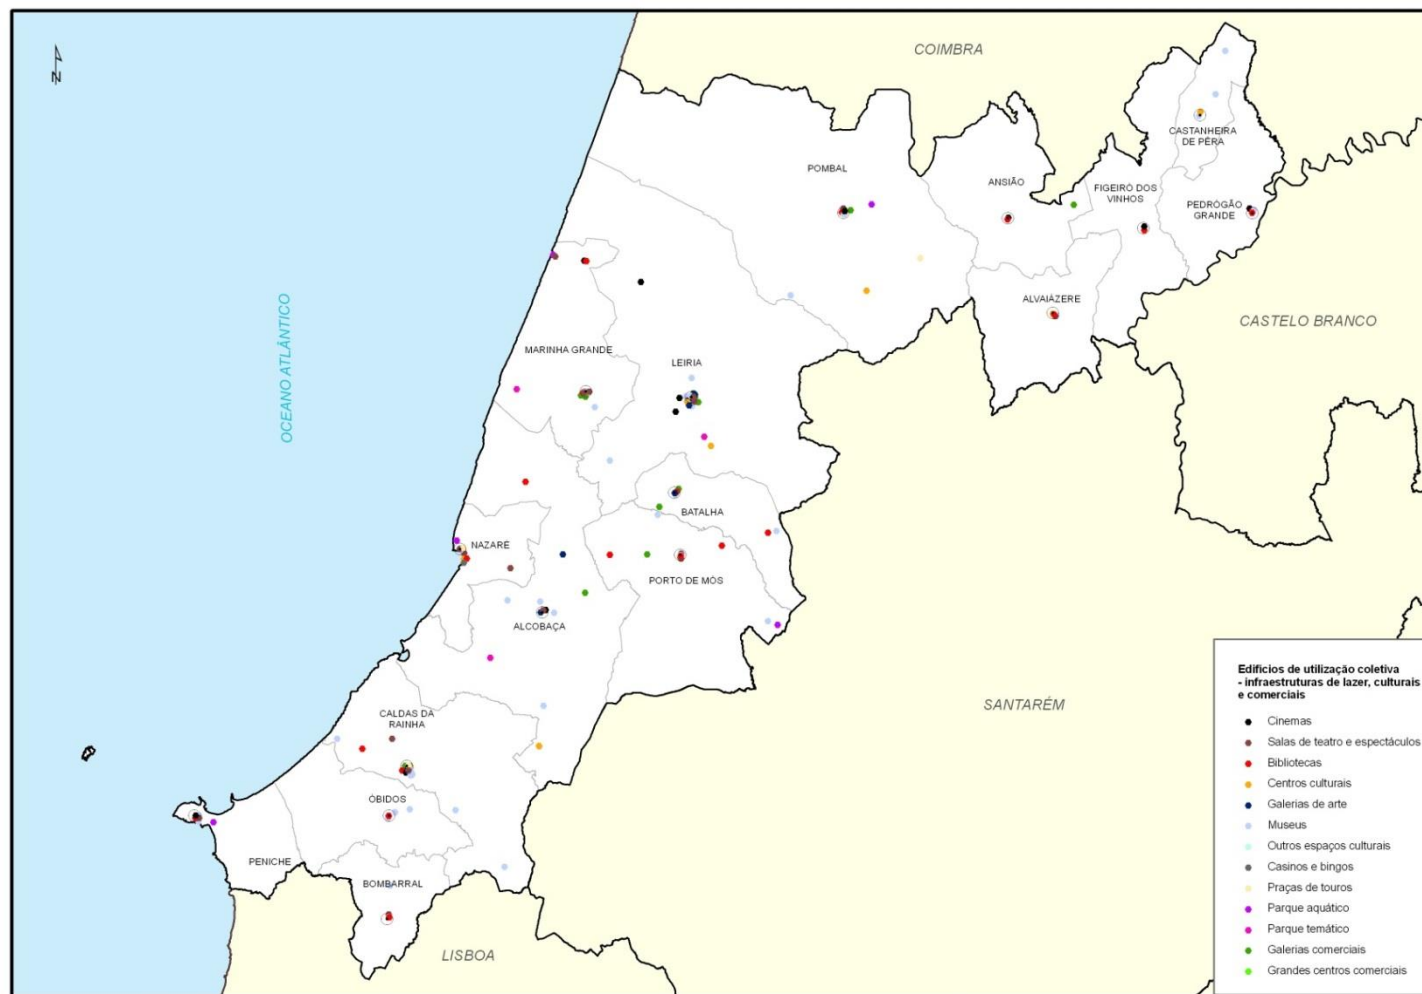 COIMBRA
N
CASTANHEIRA
DE PÊRA
POMBAL
ANSIÃO
FIGEIRÓ DOS
VINHOS
PEDRÓGÃO
GRANDE
ALVAIÁZERE
CASTELO BRANCO
OCEANO ATLÂNTICO
MARINHA GRANDE
LEIRIA
BATALHA
NAZARÉ
PORTO DE MÓS
ALCOBAÇA
SANTARÉM
CALDAS DA
RAINHA
ÓBIDOS
PENICHE
BOMBARRAL
LISBOA
Edifícios de utilização coletiva
- infraestruturas de lazer, culturais
e comerciais
Cinemas
Salas de teatro e espectáculos
Bibliotecas
Centros culturais
Galerias de arte
Museus
Outros espaços culturais
Casinos e bingos
Praças de touros
Parque aquático
Parque temático
Galerias comerciais
Grandes centros comerciais